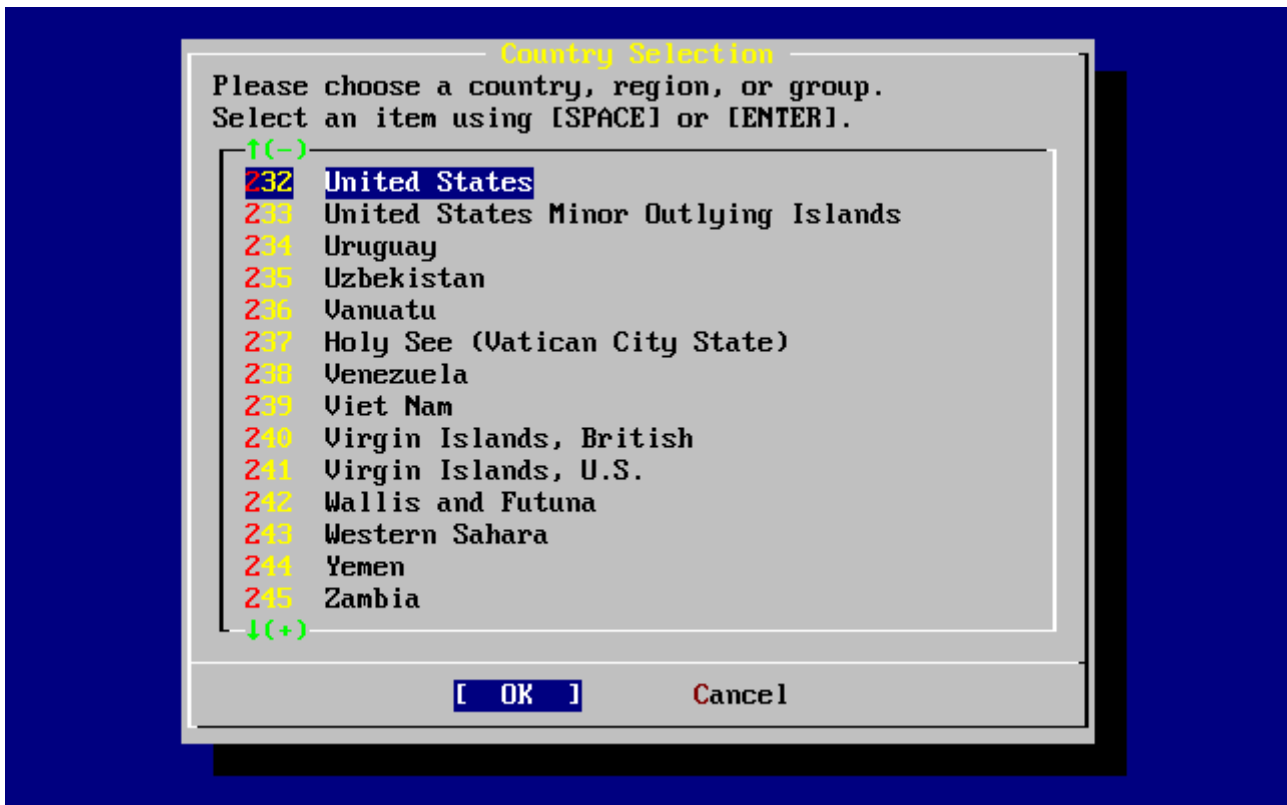 Country Selection
Please choose a country, region, or group.
Select an item using [SPACE] or [ENTER].
↑(-)
232 United States
233 United States Minor Outlying Islands
234 Uruguay
235 Uzbekistan
236 Vanuatu
237 Holy See (Vatican City State)
238 Venezuela
239 Viet Nam
240 Virgin Islands, British
241 Virgin Islands, U.S.
242 Wallis and Futuna
243 Western Sahara
244 Yemen
245 Zambia
↓(+)
[ OK ] Cancel